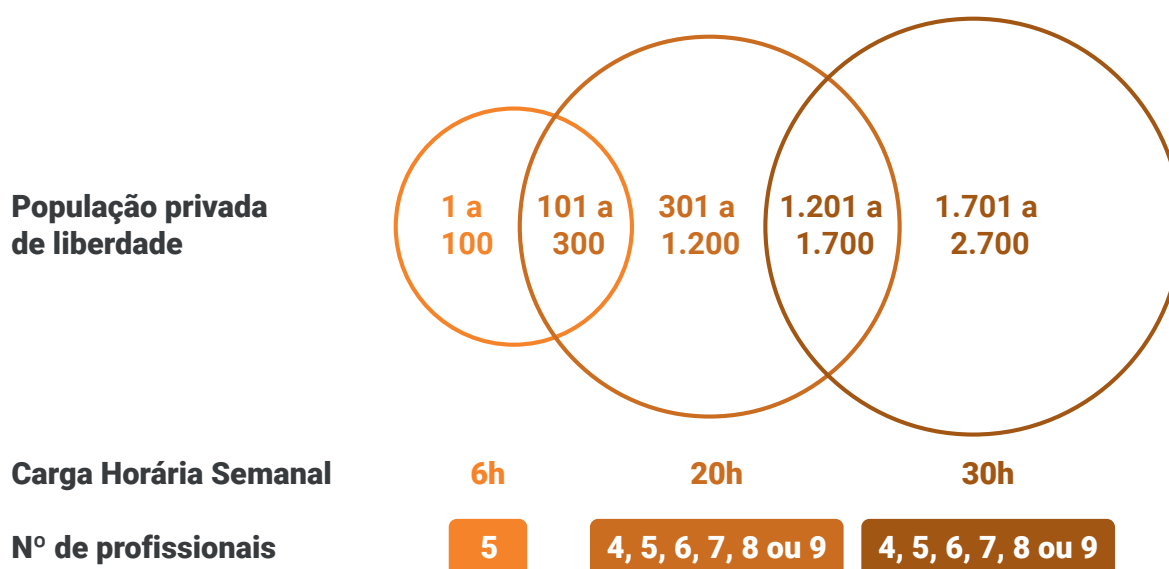 População privada
de liberdade
1 a
100
101 a
300
301 a
1.200
1.201 a
1.700
1.701 a
2.700
Carga Horária Semanal
6h
20h
30h
Nº de profissionais
5
4, 5, 6, 7, 8 ou 9
4, 5, 6, 7, 8 ou 9